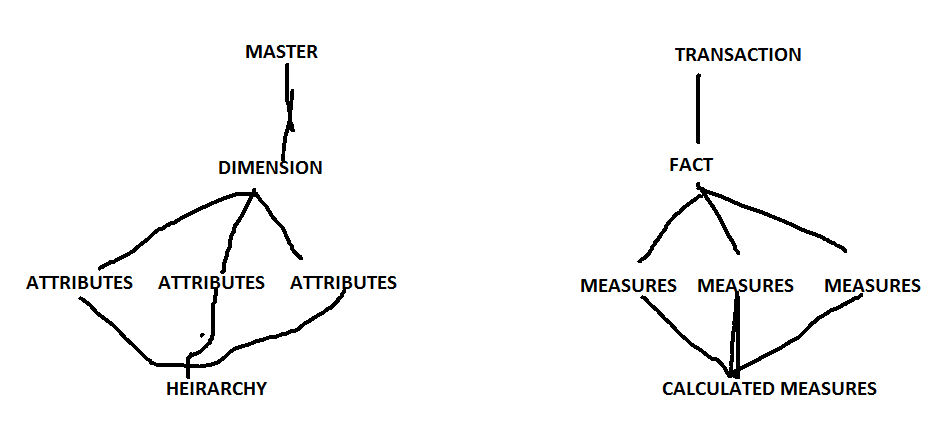 MASTER
DIMENSION
ATTRIBUTES ATTRIBUTES ATTRIBUTES
HEIRARCHY
TRANSACTION
FACT
MEASURES MEASURES MEASURES
CALCULATED MEASURES